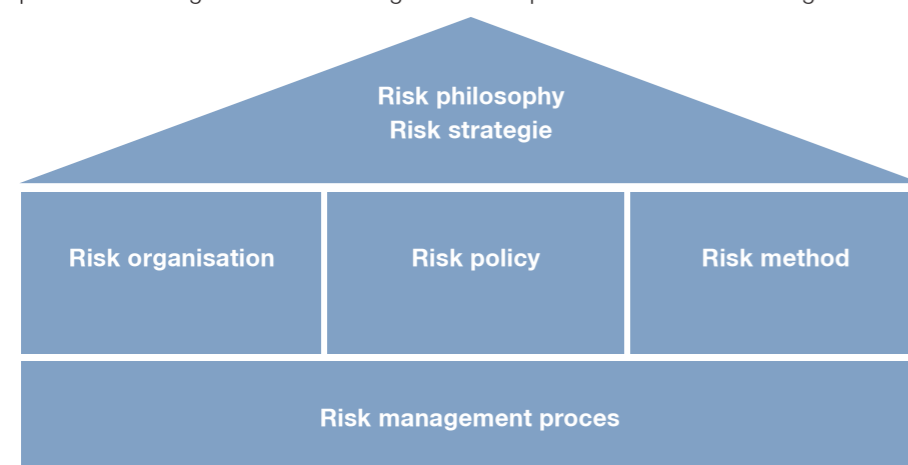 Risk philosophy
Risk strategie
Risk organisation
Risk policy
Risk method
Risk management proces